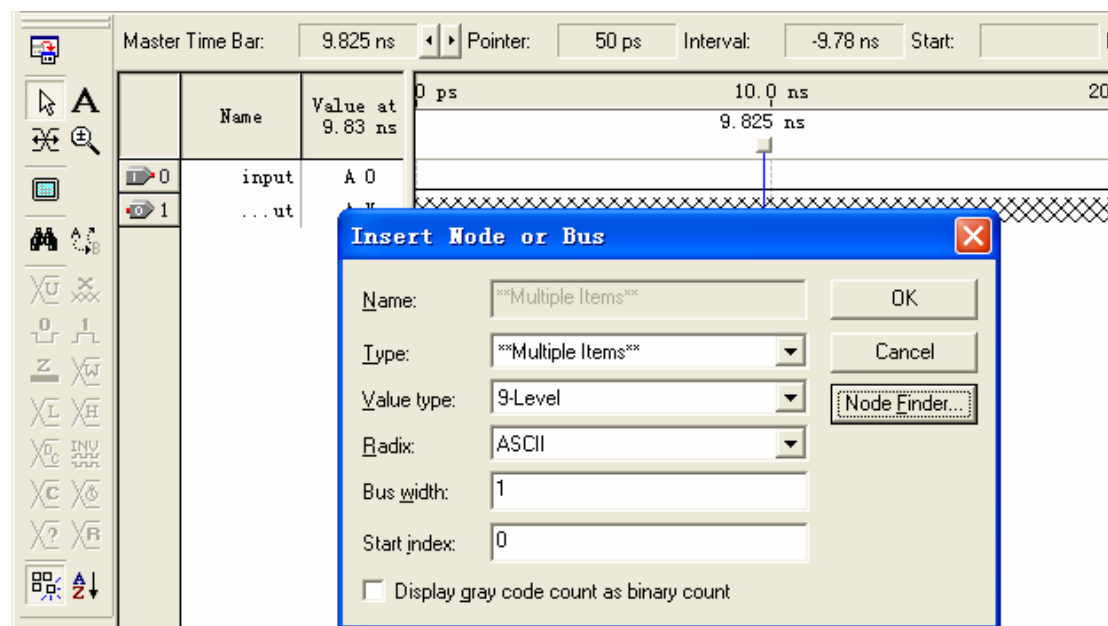 Master Time Bar: 9.825 ns Pointer: 50 ps Interval: -9.78 ns Start:
Name Value at 9.83 ns 0 ps 10.0 ns 20
9.825 ns
0 input A 0
1 ...ut
Insert Node or Bus
Name: **Multiple Items** OK
Type: **Multiple Items** Cancel
Value type: 9-Level Node Finder...
Radix: ASCII
Bus width: 1
Start index: 0
Display gray code count as binary count